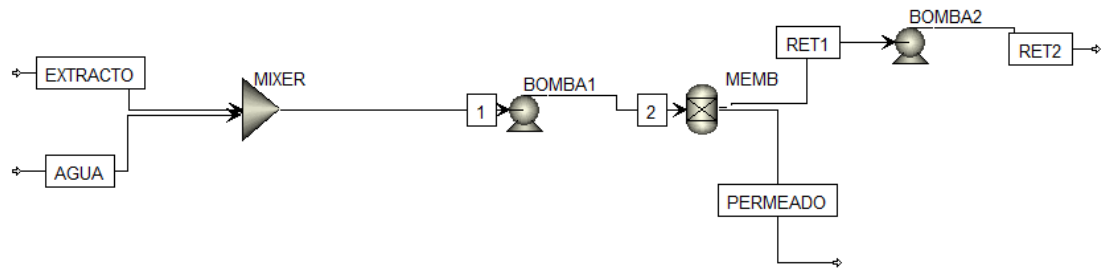 BOMBA2
RET1
RET2
EXTRACTO
MIXER
BOMBA1
MEMB
1
2
AGUA
PERMEADO